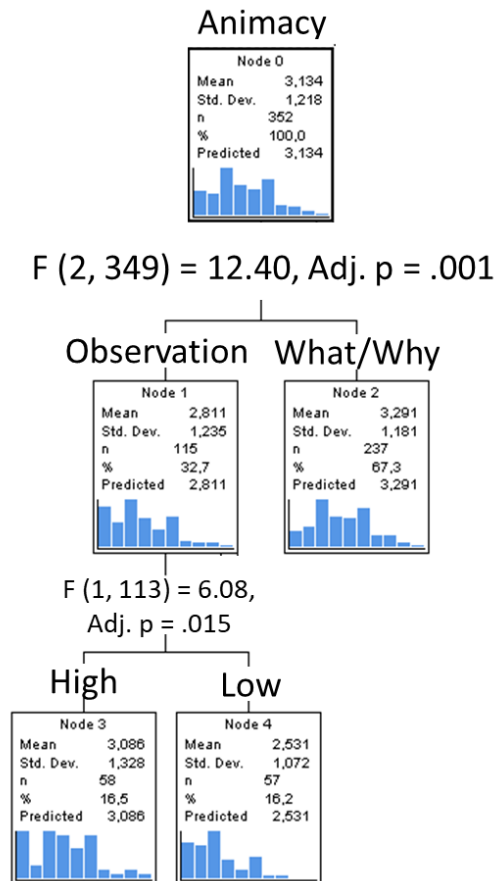 Animacy
Node 0
Mean 3,134
Std. Dev. 1,218
n 352
% 100,0
Predicted 3,134
F (2, 349) = 12.40, Adj. p = .001
Observation What/Why
Node 1
Mean 2,811
Std. Dev. 1,235
n 115
% 32,7
Predicted 2,811
Node 2
Mean 3,291
Std. Dev. 1,181
n 237
% 67,3
Predicted 3,291
F (1, 113) = 6.08,
Adj. p = .015
High Low
Node 3
Mean 3,086
Std. Dev. 1,328
n 58
% 16,5
Predicted 3,086
Node 4
Mean 2,531
Std. Dev. 1,072
n 57
% 16,2
Predicted 2,531